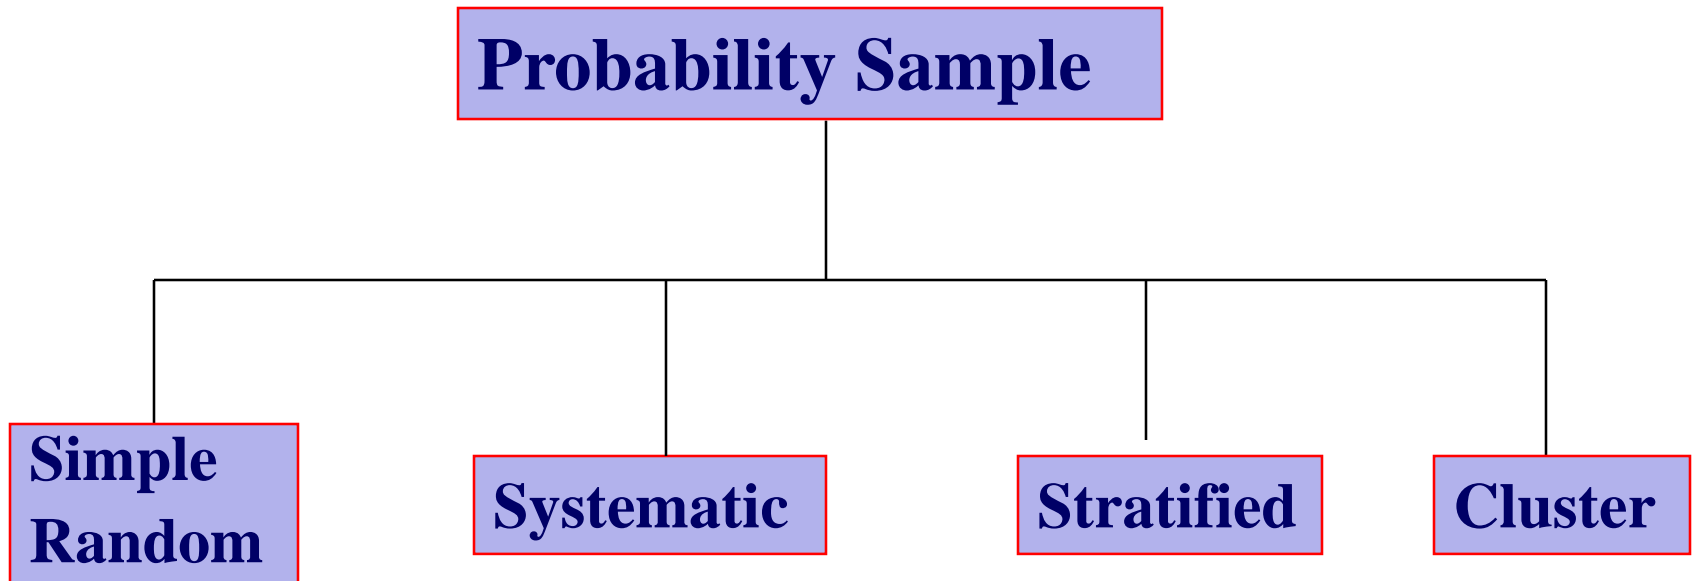 Probability Sample
Simple
Random
Systematic
Stratified
Cluster